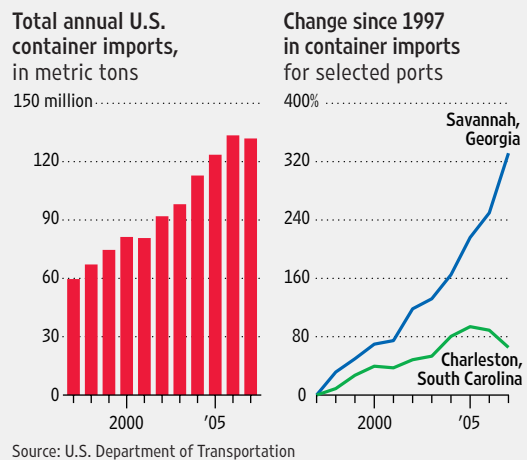 Total annual U.S.
container imports,
in metric tons
150 million
120
90
60
30
0
2000
'05
Change since 1997
in container imports
for selected ports
400%
320
240
160
80
0
Savannah,
Georgia
Charleston,
South Carolina
2000
'05
Source: U.S. Department of Transportation